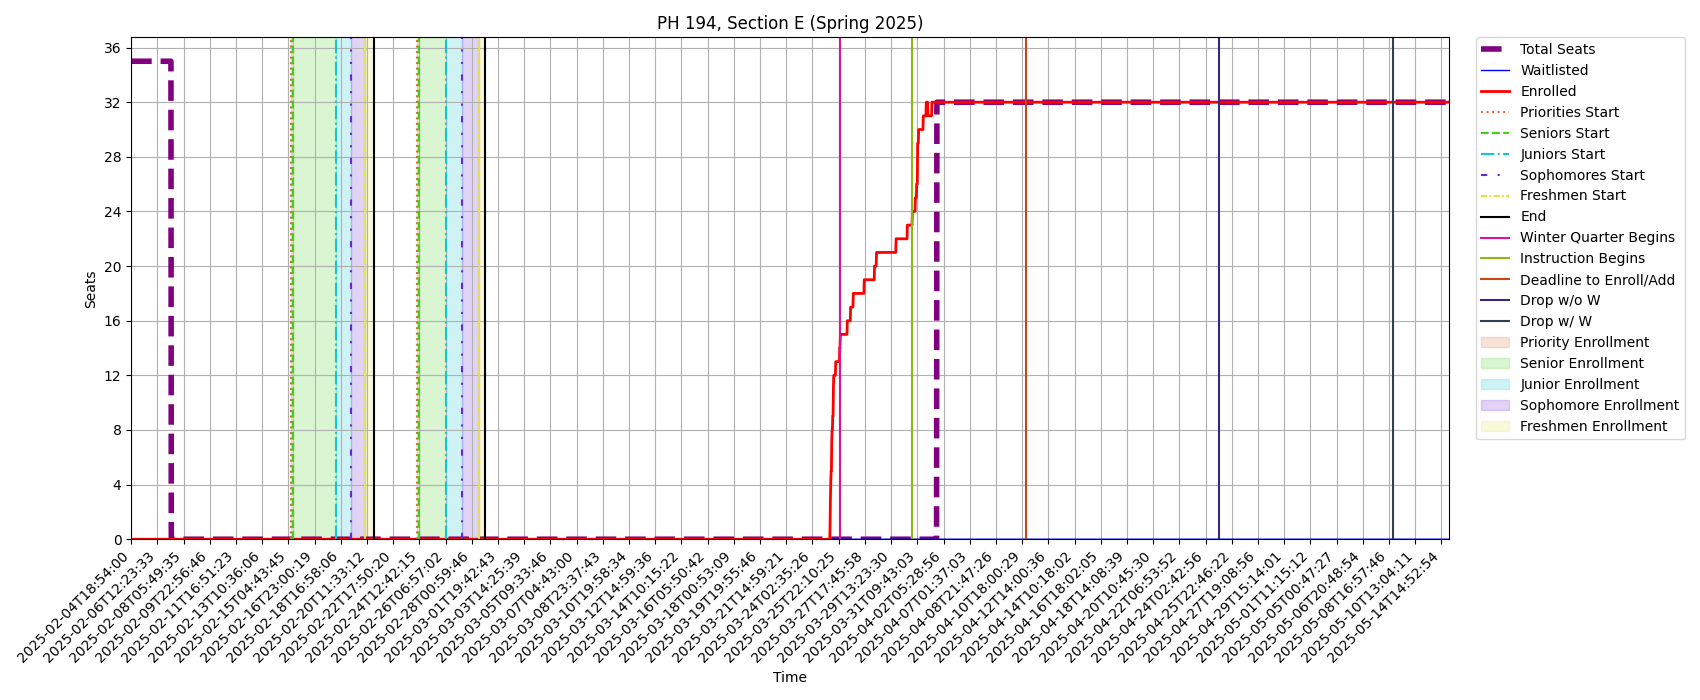 PH 194, Section E (Spring 2025)
Seats
36
32
28
24
20
16
12
8
4
0
2025-02-04T18:54:00
2025-02-06T12:23:33
2025-02-08T05:49:35
2025-02-09T22:56:46
2025-02-11T16:51:23
2025-02-13T10:36:06
2025-02-15T04:43:45
2025-02-16T23:00:19
2025-02-18T16:58:06
2025-02-20T11:33:12
2025-02-22T17:50:20
2025-02-24T12:42:15
2025-02-26T06:57:02
2025-02-28T00:59:46
2025-03-01T19:42:43
2025-03-03T14:25:39
2025-03-05T09:33:46
2025-03-07T04:43:00
2025-03-08T23:37:43
2025-03-10T19:58:34
2025-03-12T14:59:36
2025-03-14T10:15:22
2025-03-16T05:50:42
2025-03-18T00:53:09
2025-03-19T19:55:46
2025-03-21T14:59:21
2025-03-24T02:35:26
2025-03-25T22:10:25
2025-03-27T17:45:58
2025-03-29T13:23:30
2025-03-31T09:43:03
2025-04-02T05:28:56
2025-04-07T01:37:03
2025-04-08T21:47:26
2025-04-10T18:00:29
2025-04-12T14:00:36
2025-04-14T10:18:02
2025-04-16T18:02:05
2025-04-18T14:08:39
2025-04-20T10:45:30
2025-04-22T06:53:52
2025-04-24T02:42:56
2025-04-25T22:46:22
2025-04-27T19:08:56
2025-04-29T15:14:01
2025-05-01T11:15:12
2025-05-05T00:47:27
2025-05-06T20:48:54
2025-05-08T16:57:46
2025-05-10T13:04:11
2025-05-14T14:52:54
Time
Total Seats
Waitlisted
Enrolled
Priorities Start
Seniors Start
Juniors Start
Sophomores Start
Freshmen Start
End
Winter Quarter Begins
Instruction Begins
Deadline to Enroll/Add
Drop w/o W
Drop w/ W
Priority Enrollment
Senior Enrollment
Junior Enrollment
Sophomore Enrollment
Freshmen Enrollment